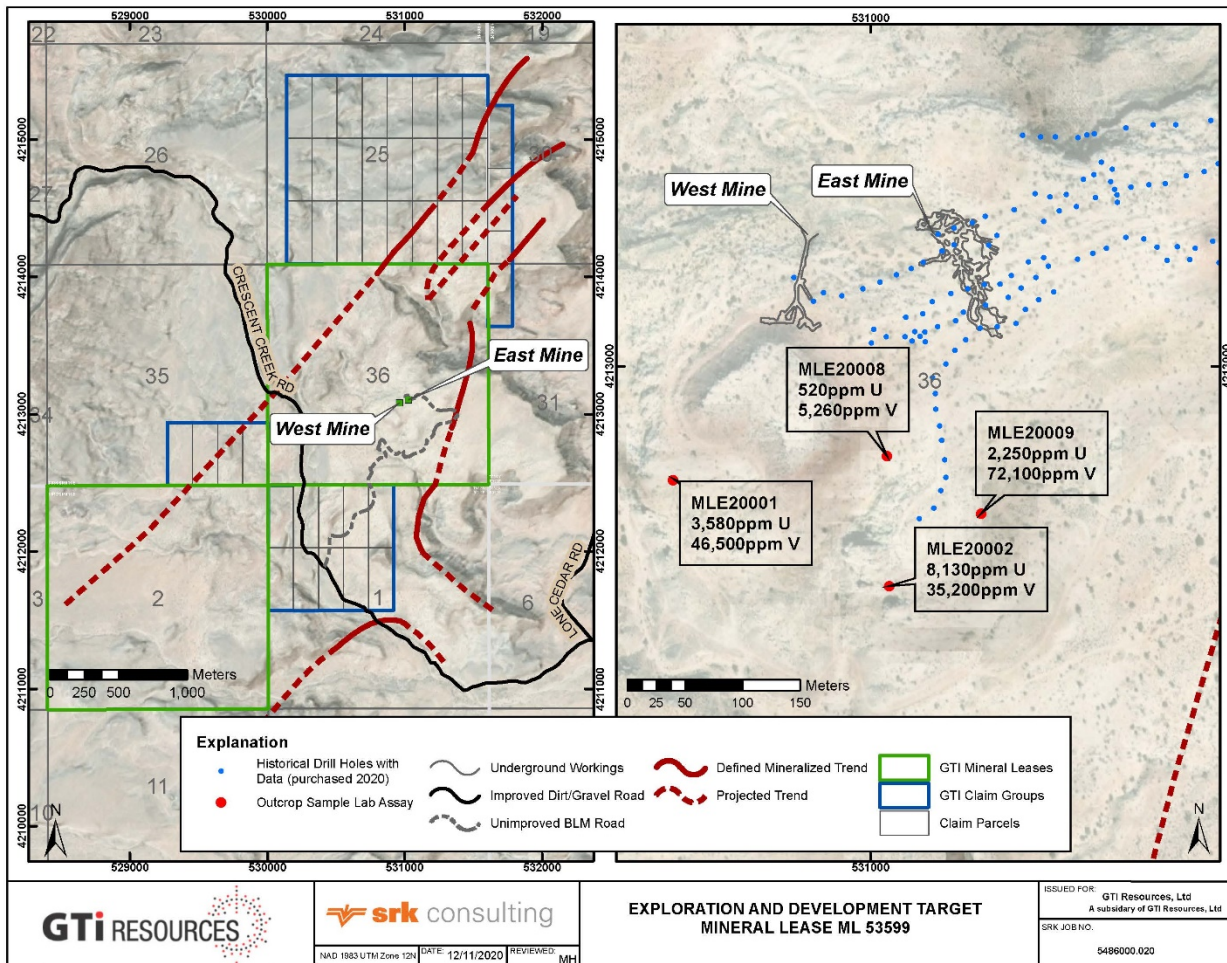 529000
530000
531000
532000
22
23
24
19
4215000
25
30
26
27
4214000
CRESCENT CREEK RD
East Mine
35
36
34
31
4213000
West Mine
4212000
LONE CEDAR RD
3
2
1
6
Meters
0 250 500 1,000
4211000
4211000
11
10
4210000
N
529000
530000
531000
532000
531000
West Mine
East Mine
4213000
36
4213000
MLE20008
520ppm U
5,260ppm V
MLE20009
2,250ppm U
72,100ppm V
MLE20001
3,580ppm U
46,500ppm V
MLE20002
8,130ppm U
35,200ppm V
Meters
0 25 50 100 150
N
531000
Explanation
Historical Drill Holes with
Data (purchased 2020)
Outcrop Sample Lab Assay
Underground Workings
Improved Dirt/Gravel Road
Unimproved BLM Road
Defined Mineralized Trend
Projected Trend
GTI Mineral Leases
GTI Claim Groups
Claim Parcels
GTi RESOURCES
srk consulting
NAD 1983 UTM Zone 12N
DATE: 12/11/2020
REVIEWED: MH
EXPLORATION AND DEVELOPMENT TARGET
MINERAL LEASE ML 53599
ISSUED FOR:
GTI Resources, Ltd
A subsidary of GTI Resources, Ltd
SRK JOB NO.
5486000.020